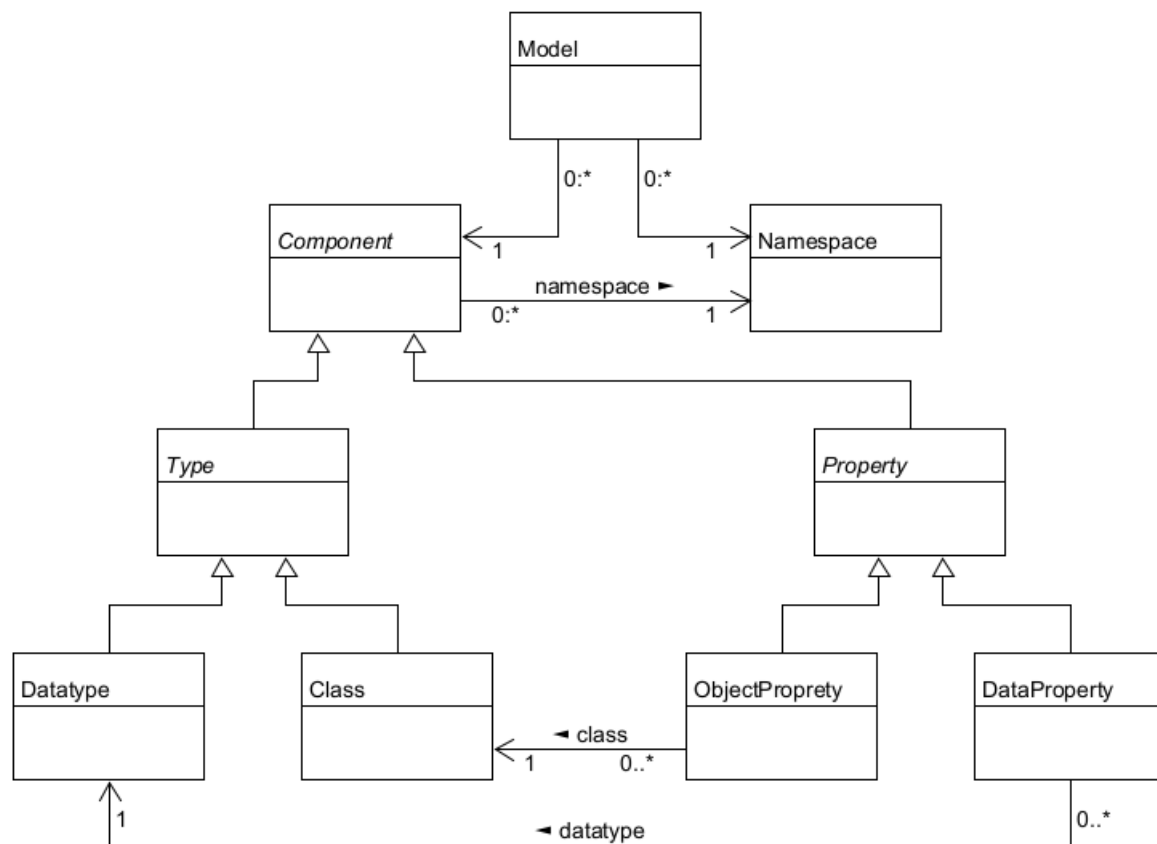 Model
0:*
0:*
Component
1
1
Namespace
namespace ►
0:*
1
Type
Property
Datatype
Class
ObjectProprety
DataProperty
◄ class
1
0..*
1
◄ datatype
0..*